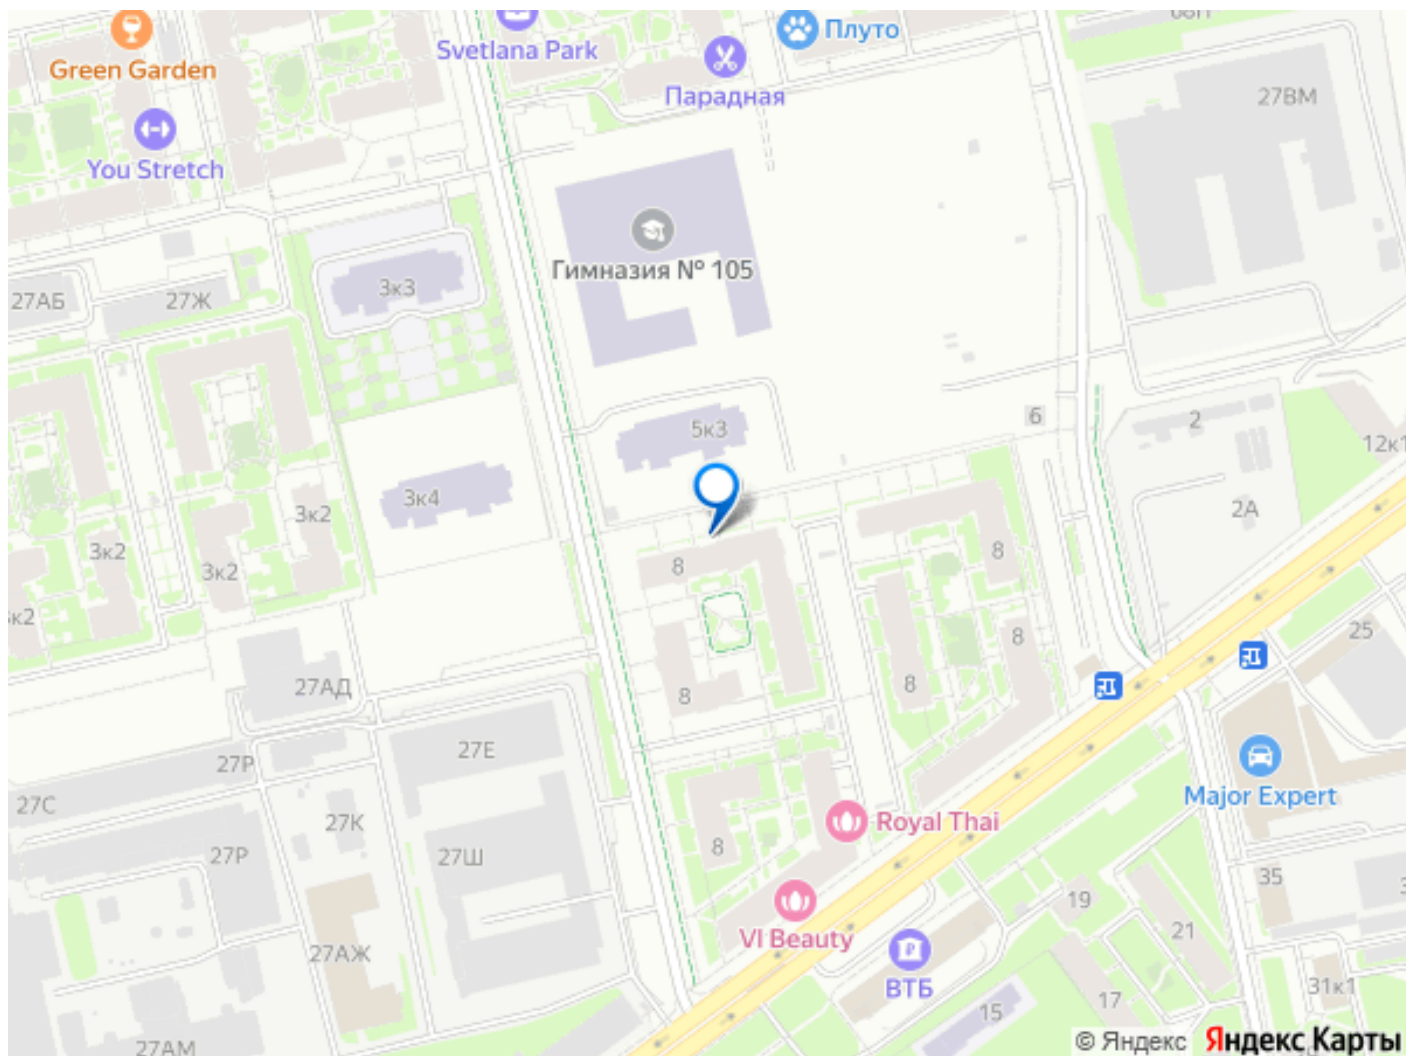 Green Garden
Svetlana Park
Плуто
Парадная
You Stretch
27ВМ
Гимназия № 105
27АБ
27Ж
3к3
5к3
6
2
12к1
3к4
3к2
2А
3к2
3к2
3к2
8
8
8
25
27АД
8
8
27Е
27Р
27С
Major Expert
27К
Royal Thai
27Р
27Ш
8
35
19
VI Beauty
21
27АЖ
ВТБ
31к1
17
15
27АМ
© Яндекс Яндекс Карты